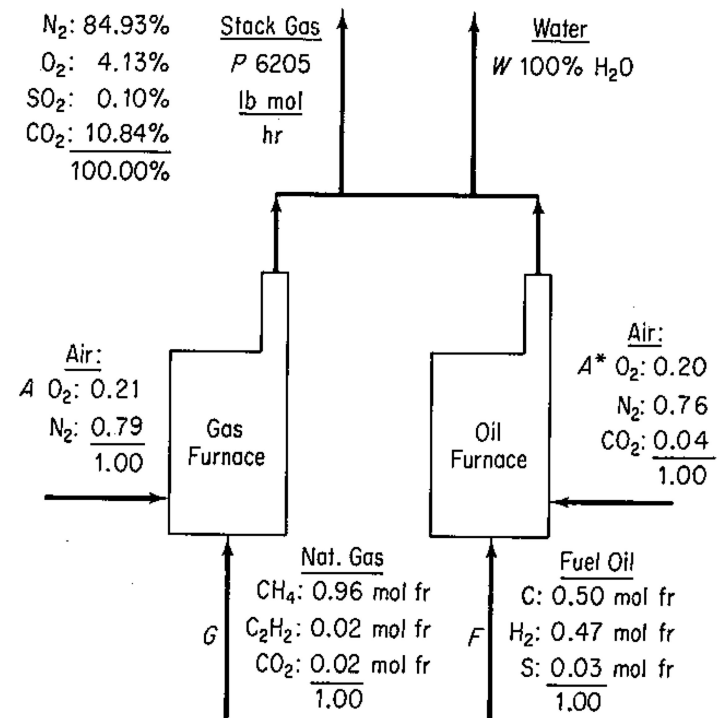 N₂: 84.93%
O₂: 4.13%
SO₂: 0.10%
CO₂: 10.84%
100.00%
Stack Gas
P 6205
lb mol
hr
Water
W 100% H₂O
Air:
A O₂: 0.21
N₂: 0.79
1.00
Gas
Furnace
Oil
Furnace
Air:
A* O₂: 0.20
N₂: 0.76
CO₂: 0.04
1.00
G
Nat. Gas
CH₄: 0.96 mol fr
C₂H₂: 0.02 mol fr
CO₂: 0.02 mol fr
1.00
F
Fuel Oil
C: 0.50 mol fr
H₂: 0.47 mol fr
S: 0.03 mol fr
1.00